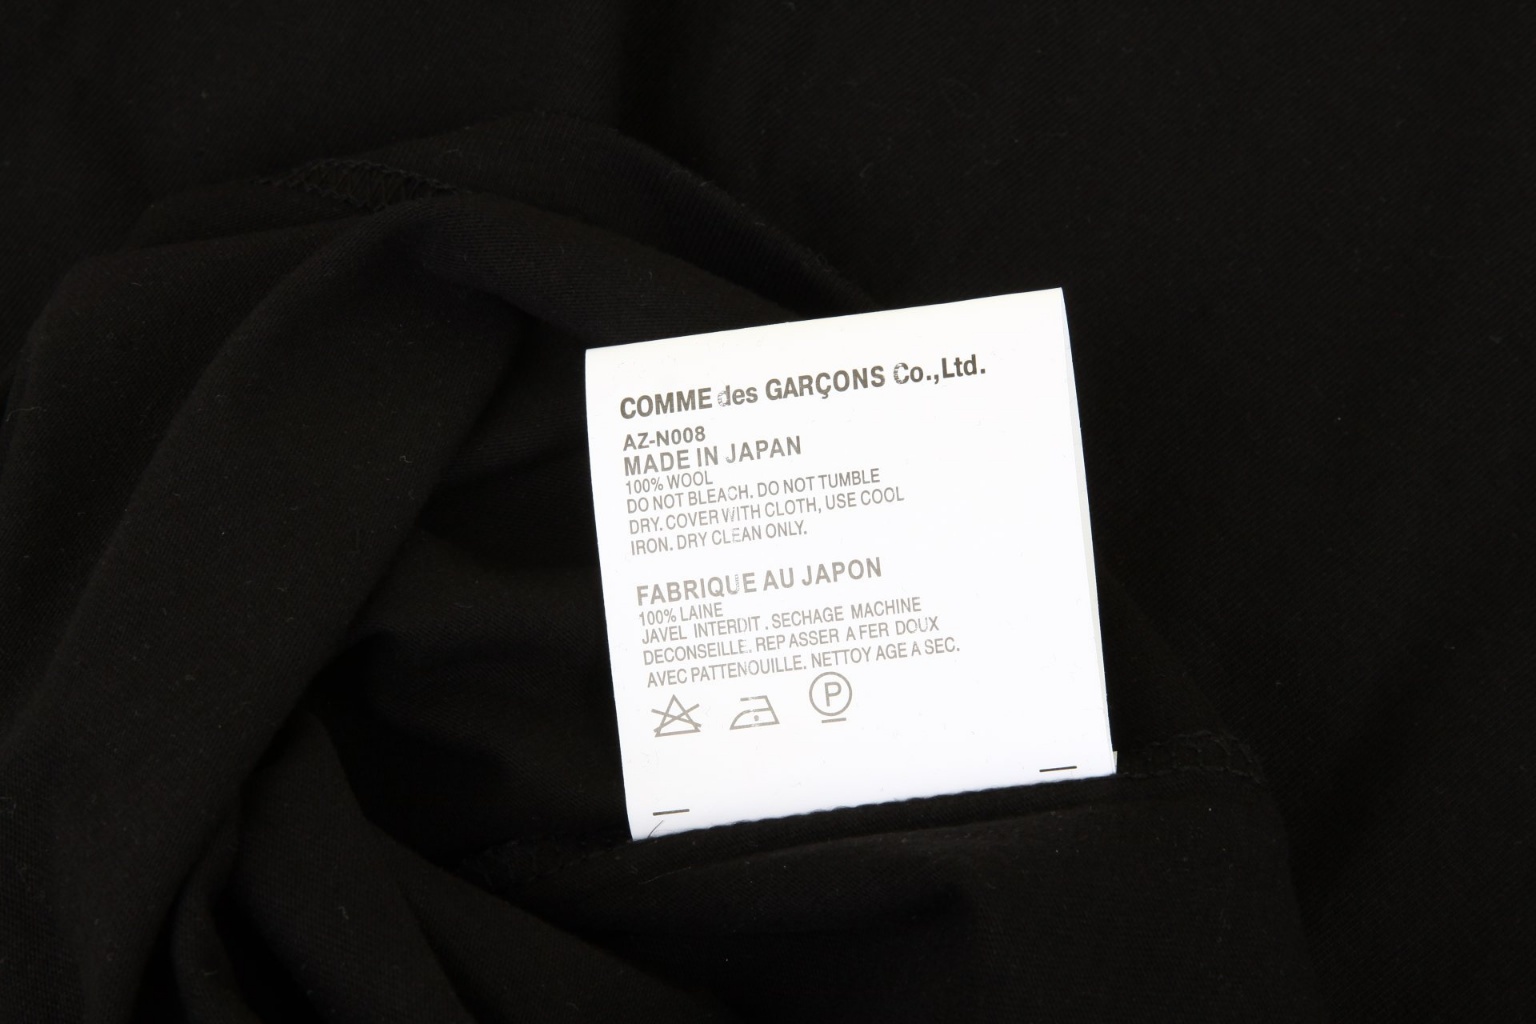 COMME des GARÇONS Co.,Ltd.
AZ-N008
MADE IN JAPAN
100% WOOL
DO NOT BLEACH. DO NOT TUMBLE
DRY. COVER WITH CLOTH, USE COOL
IRON. DRY CLEAN ONLY.
FABRIQUE AU JAPON
100% LAINE
JAVEL INTERDIT. SECHAGE MACHINE
DECONSEILLE. REPASSER A FER DOUX
AVEC PATTENOUILLE. NETTOY AGE A SEC.
P